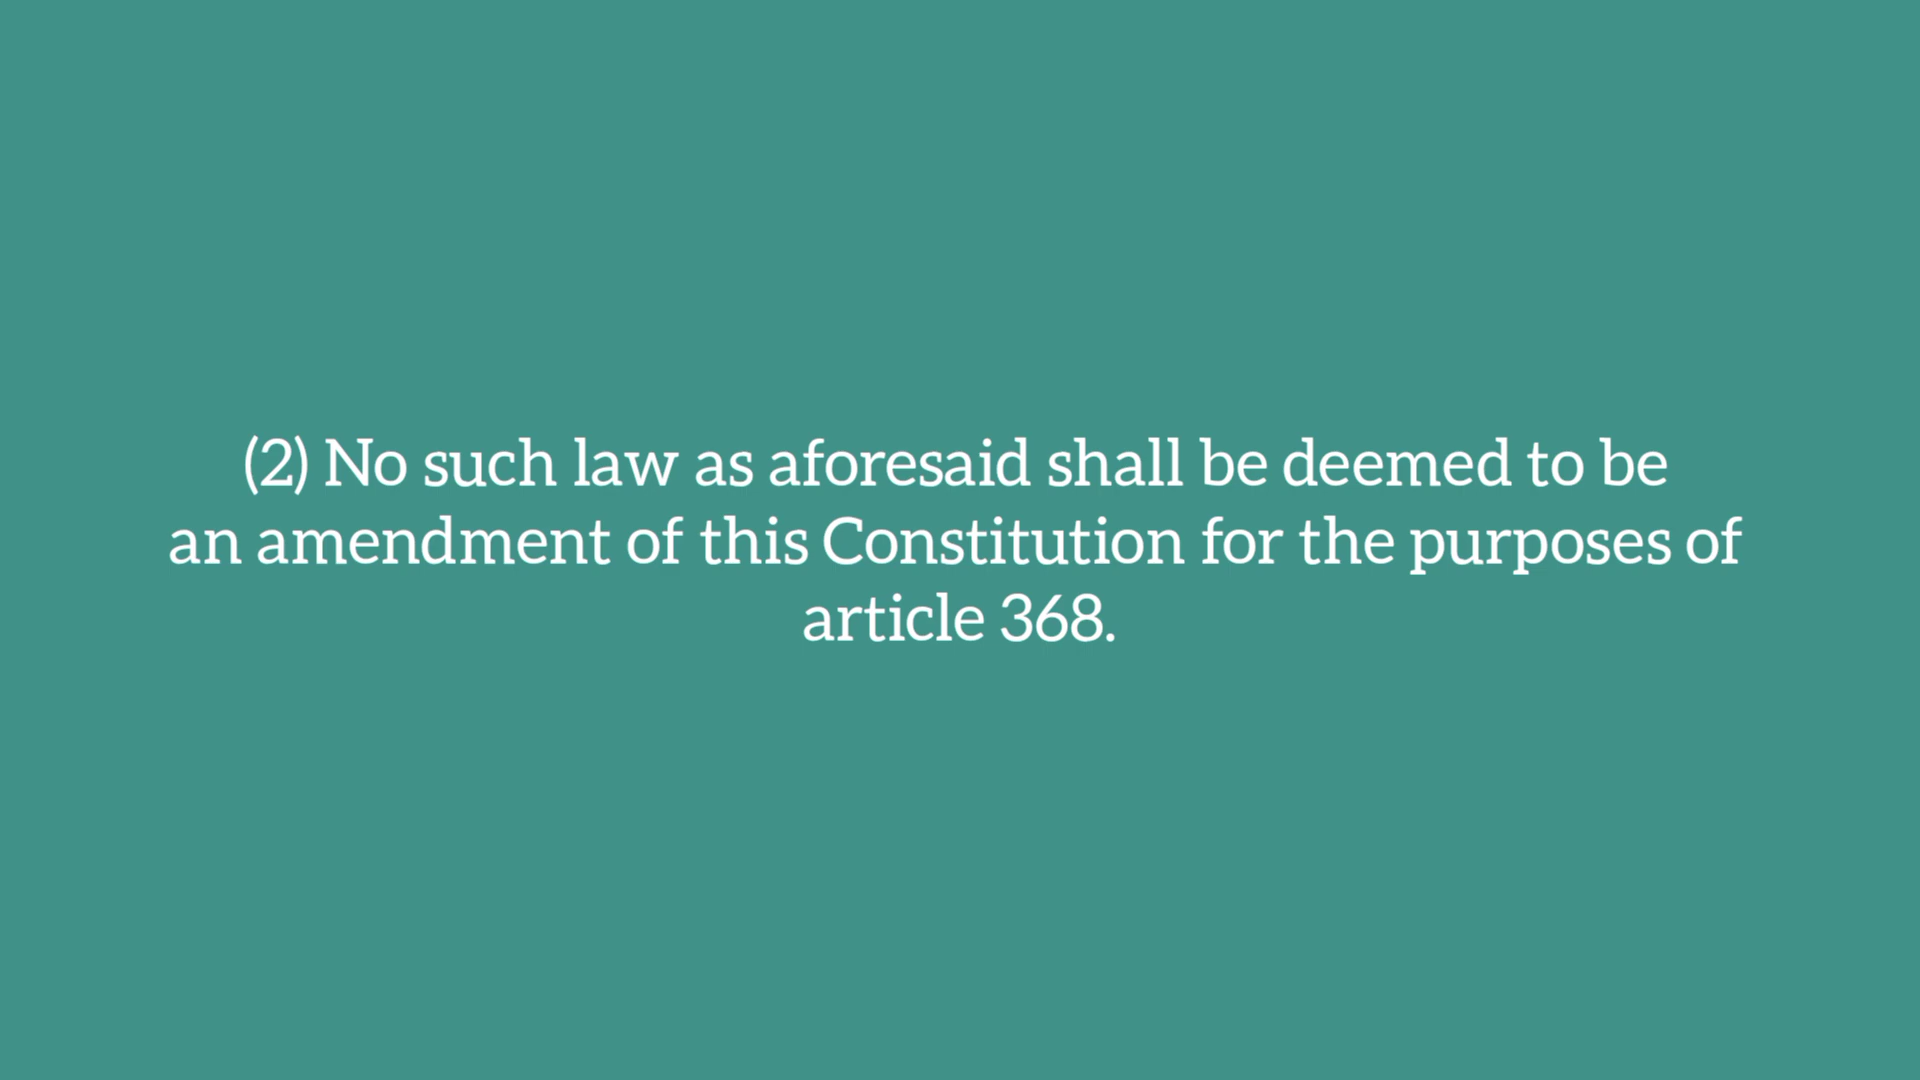 (2) No such law as aforesaid shall be deemed to be
an amendment of this Constitution for the purposes of
article 368.